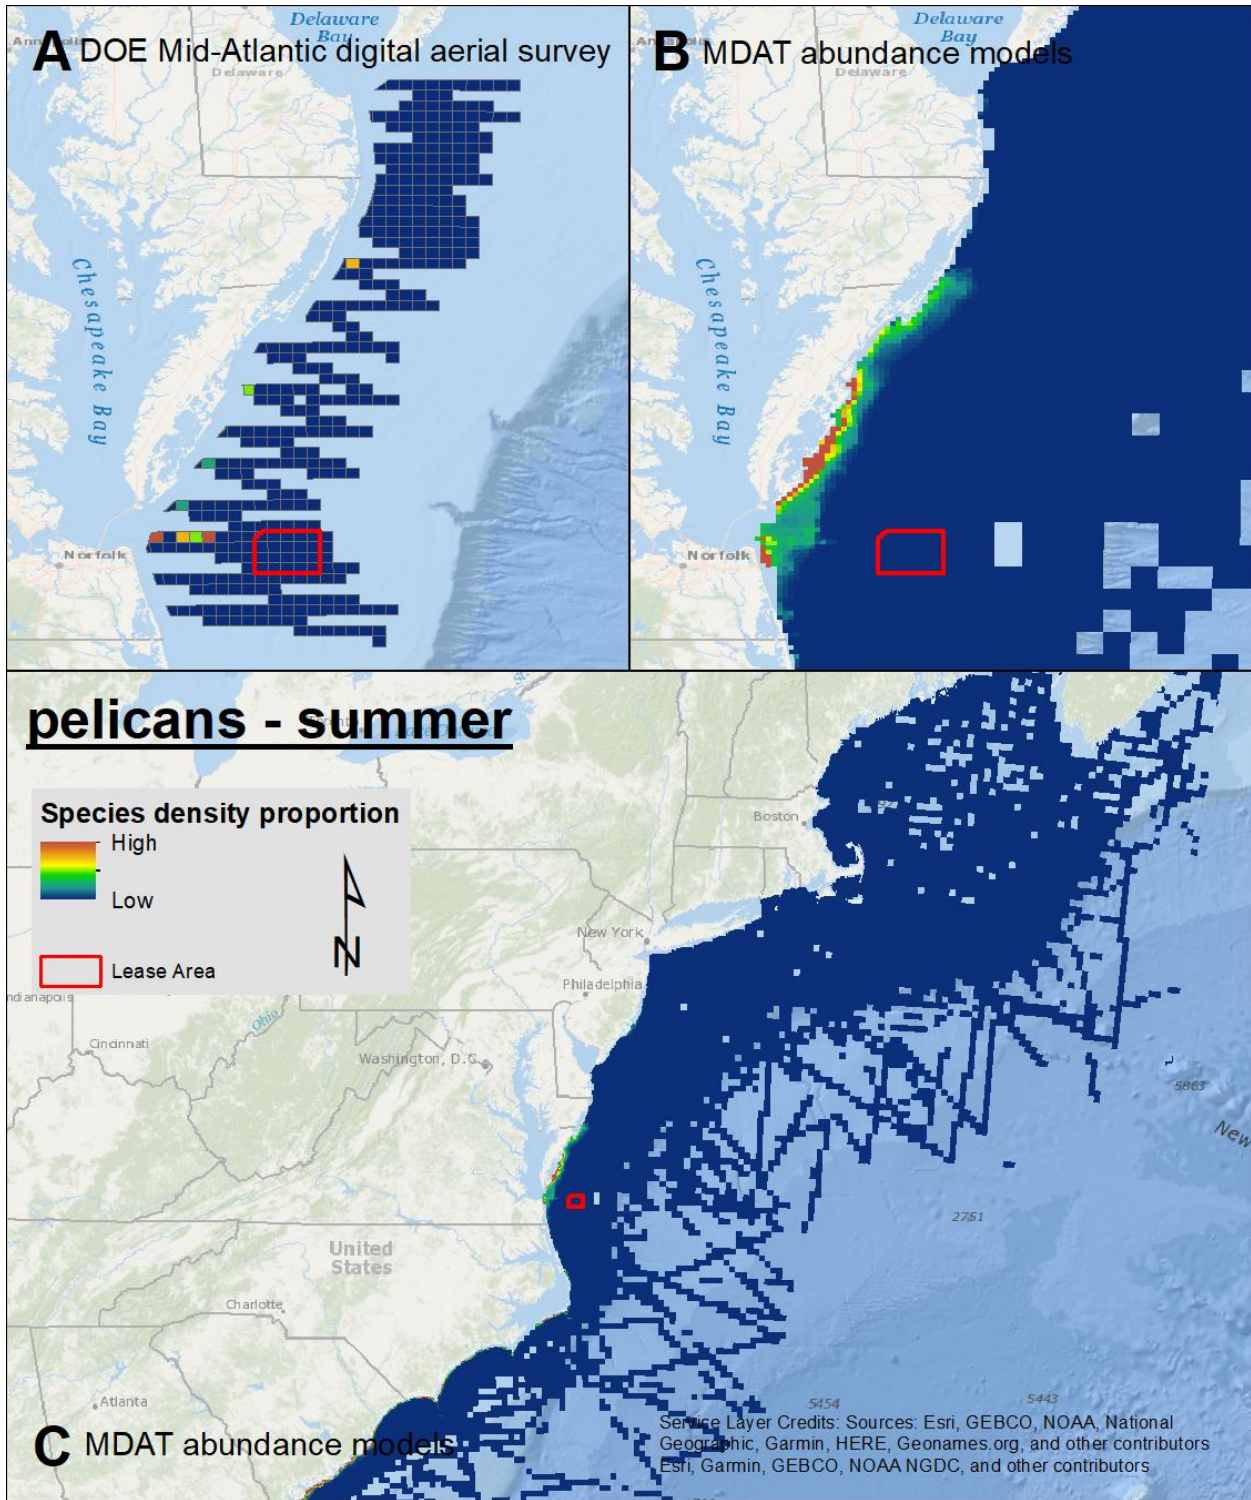 A DOE Mid-Atlantic digital aerial survey
Delaware
Bay
Delaware
Chesapeake Bay
Norfolk
B MDAT abundance models
Delaware
Bay
Delaware
Chesapeake Bay
Norfolk
pelicans - summer
Species density proportion
High
Low
N
Lease Area
Boston
New York
Philadelphia
ndianapolis
Ohio
Cincinnati
Washington, D.C.
5863
New
2751
United
States
Charlotte
Atlanta
5454
5443
C MDAT abundance models
Service Layer Credits: Sources: Esri, GEBCO, NOAA, National
Geographic, Garmin, HERE, Geonames.org, and other contributors
Esri, Garmin, GEBCO, NOAA NGDC, and other contributors